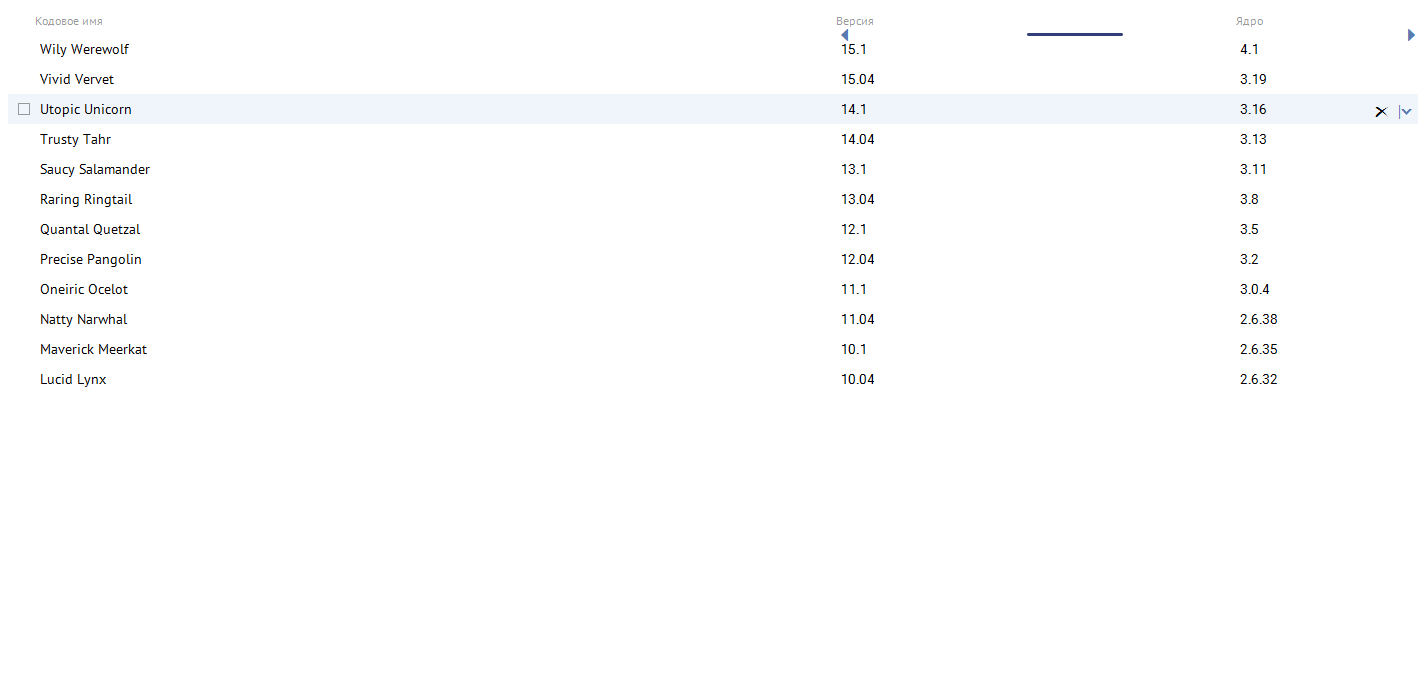 Кодовое имя Версия Ядро
Wily Werewolf 15.1 4.1
Vivid Vervet 15.04 3.19
Utopic Unicorn 14.1 3.16
Trusty Tahr 14.04 3.13
Saucy Salamander 13.1 3.11
Raring Ringtail 13.04 3.8
Quantal Quetzal 12.1 3.5
Precise Pangolin 12.04 3.2
Oneiric Ocelot 11.1 3.0.4
Natty Narwhal 11.04 2.6.38
Maverick Meerkat 10.1 2.6.35
Lucid Lynx 10.04 2.6.32